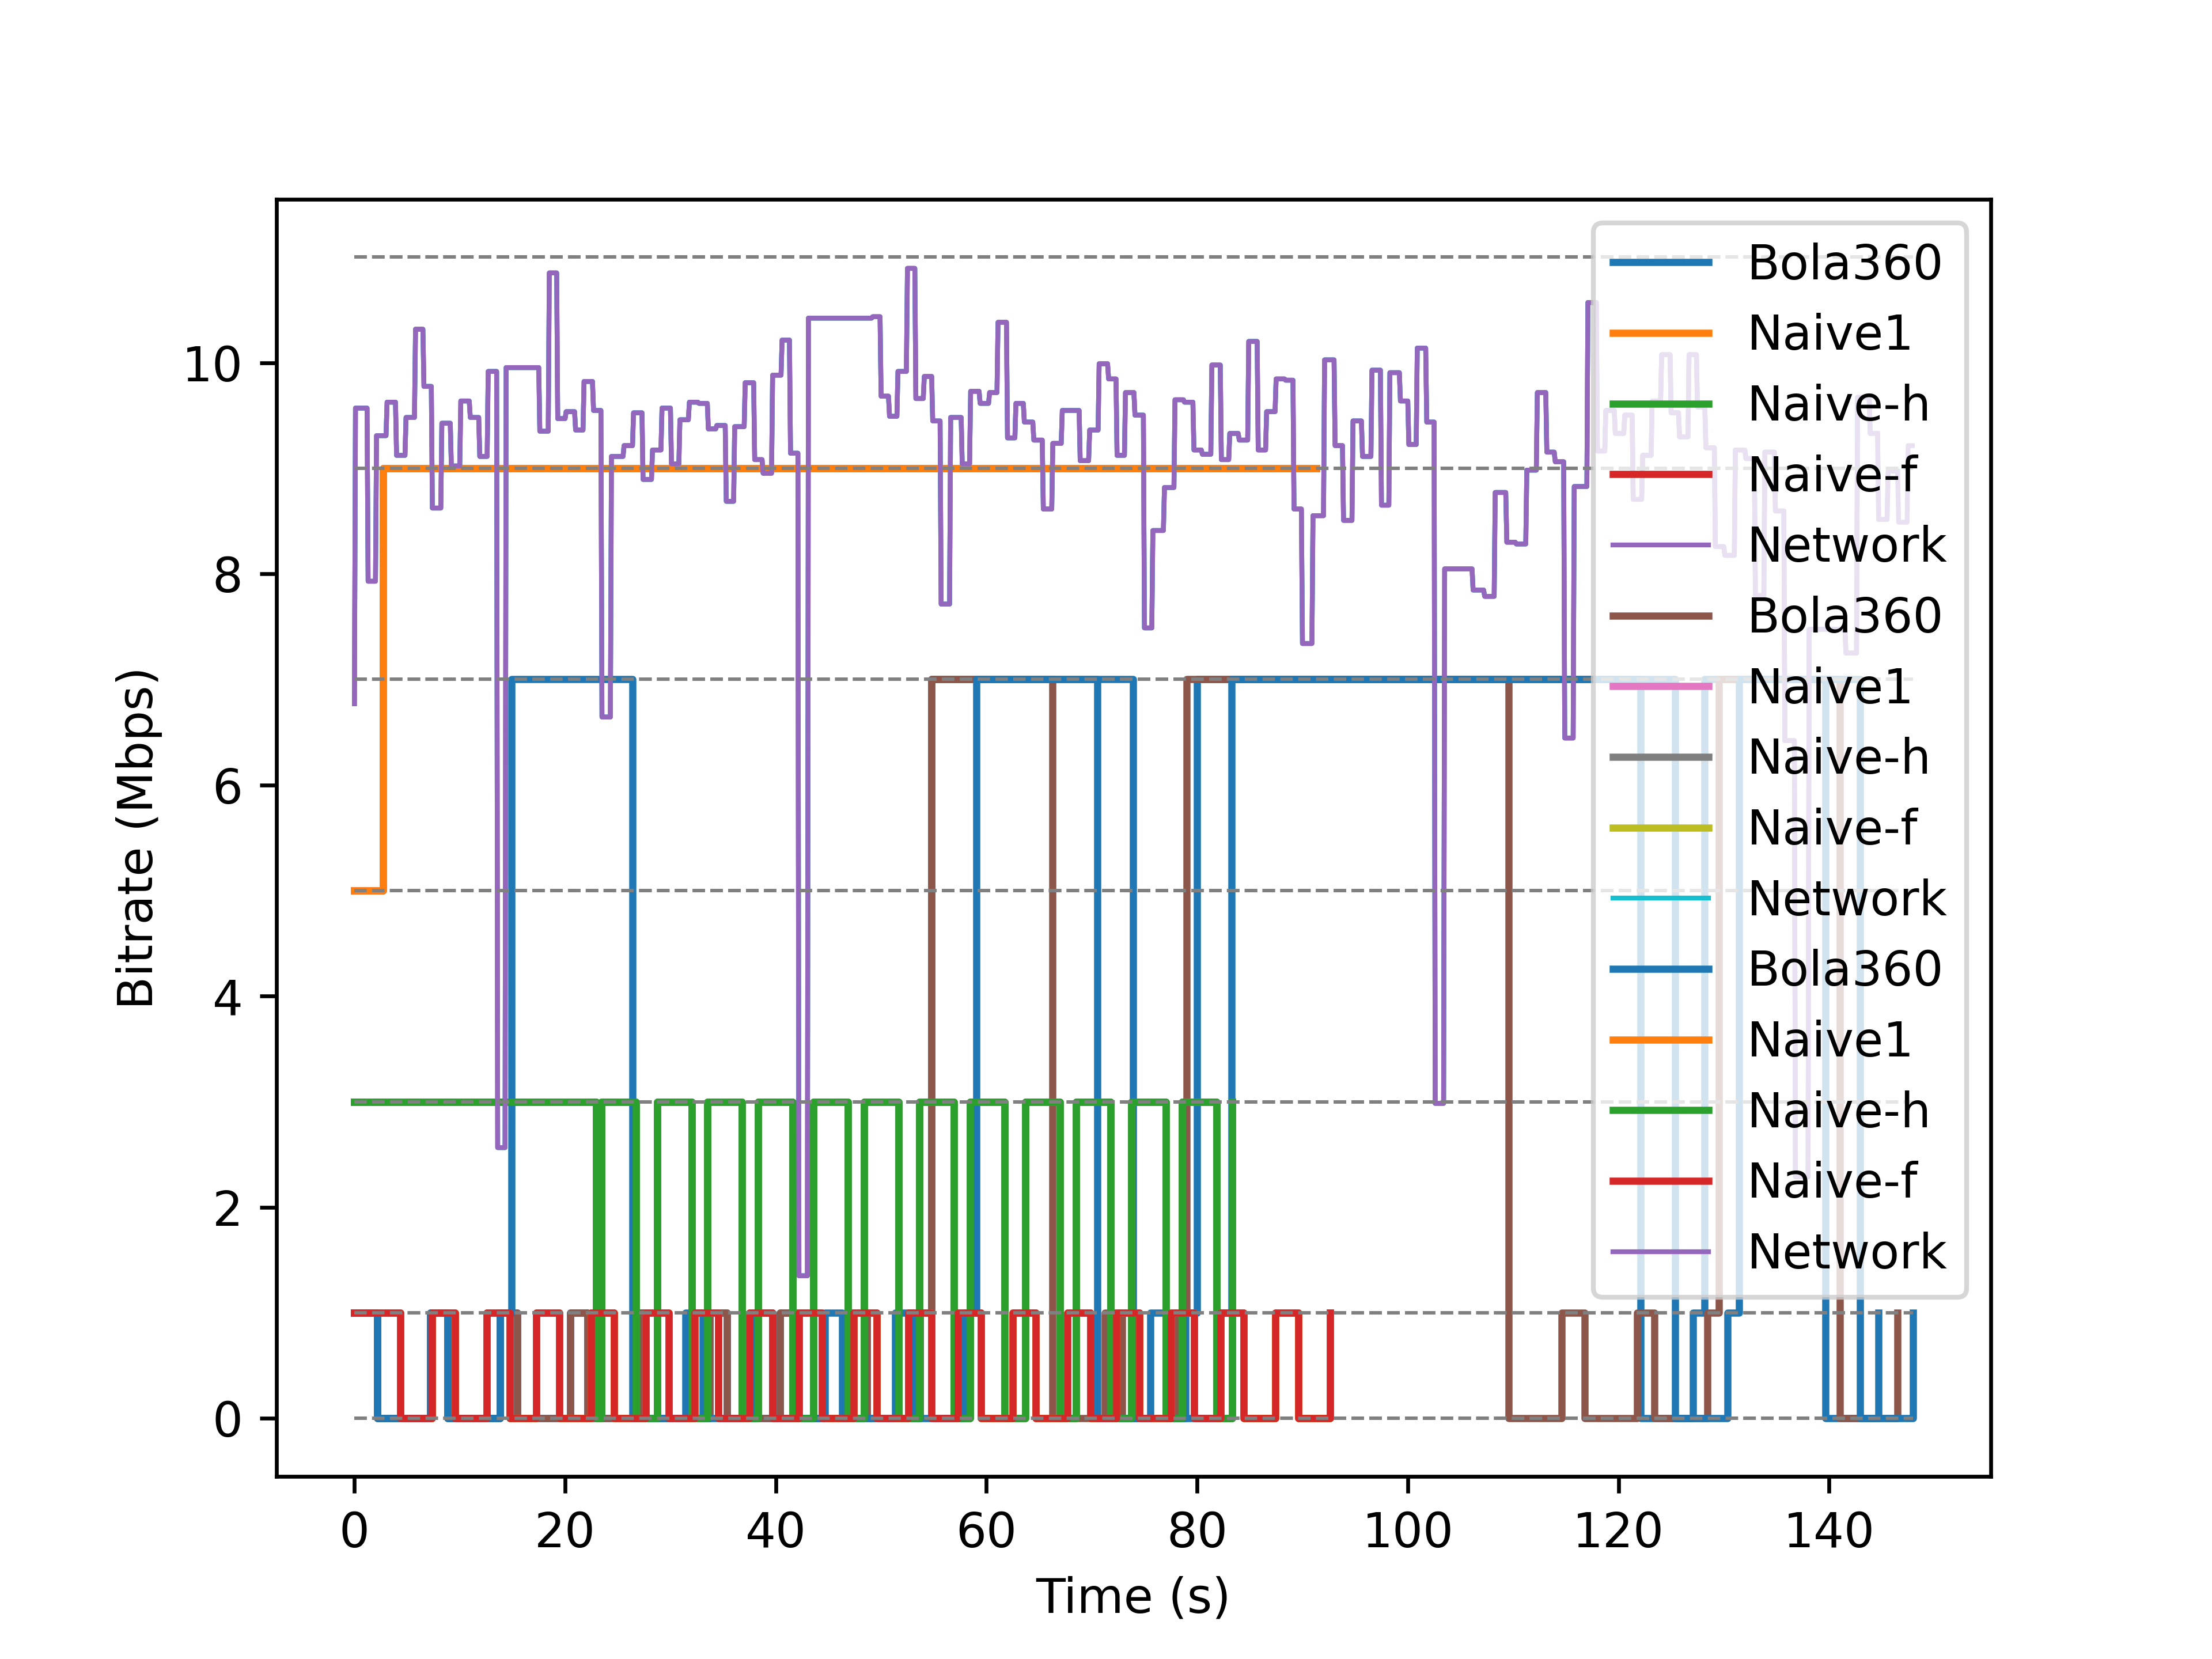 Bitrate (Mbps)
10
8
6
4
2
0
0 20 40 60 80 100 120 140
Time (s)
Bola360
Naive1
Naive-h
Naive-f
Network
Bola360
Naive1
Naive-h
Naive-f
Network
Bola360
Naive1
Naive-h
Naive-f
Network